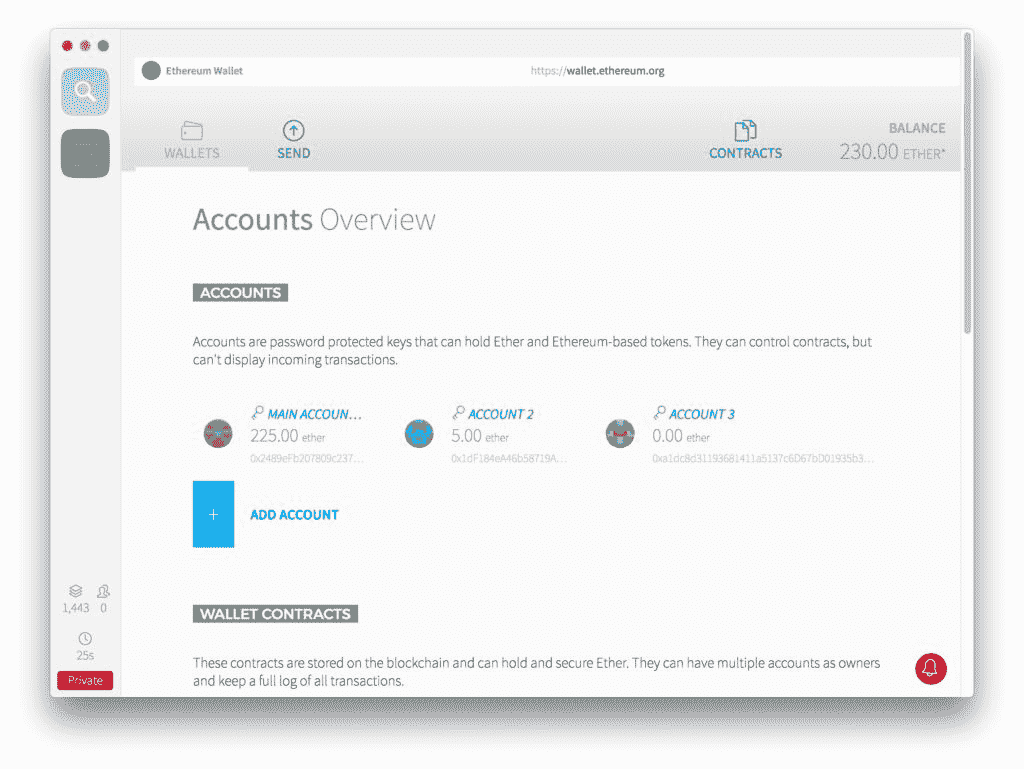 Ethereum Wallet
https://wallet.ethereum.org
WALLETS
SEND
CONTRACTS
BALANCE
230.00 ETHER*
Accounts Overview
ACCOUNTS
Accounts are password protected keys that can hold Ether and Ethereum-based tokens. They can control contracts, but
can't display incoming transactions.
MAIN ACCOUN...
225.00 ether
0x2489eFb207809c237...
ACCOUNT 2
5.00 ether
0x1dF184eA46b58719A...
ACCOUNT 3
0.00 ether
0xa1dc8d31193681411a5137c6D67bD01935b3...
+
ADD ACCOUNT
WALLET CONTRACTS
These contracts are stored on the blockchain and can hold and secure Ether. They can have multiple accounts as owners
and keep a full log of all transactions.
1,443 0
25s
Private